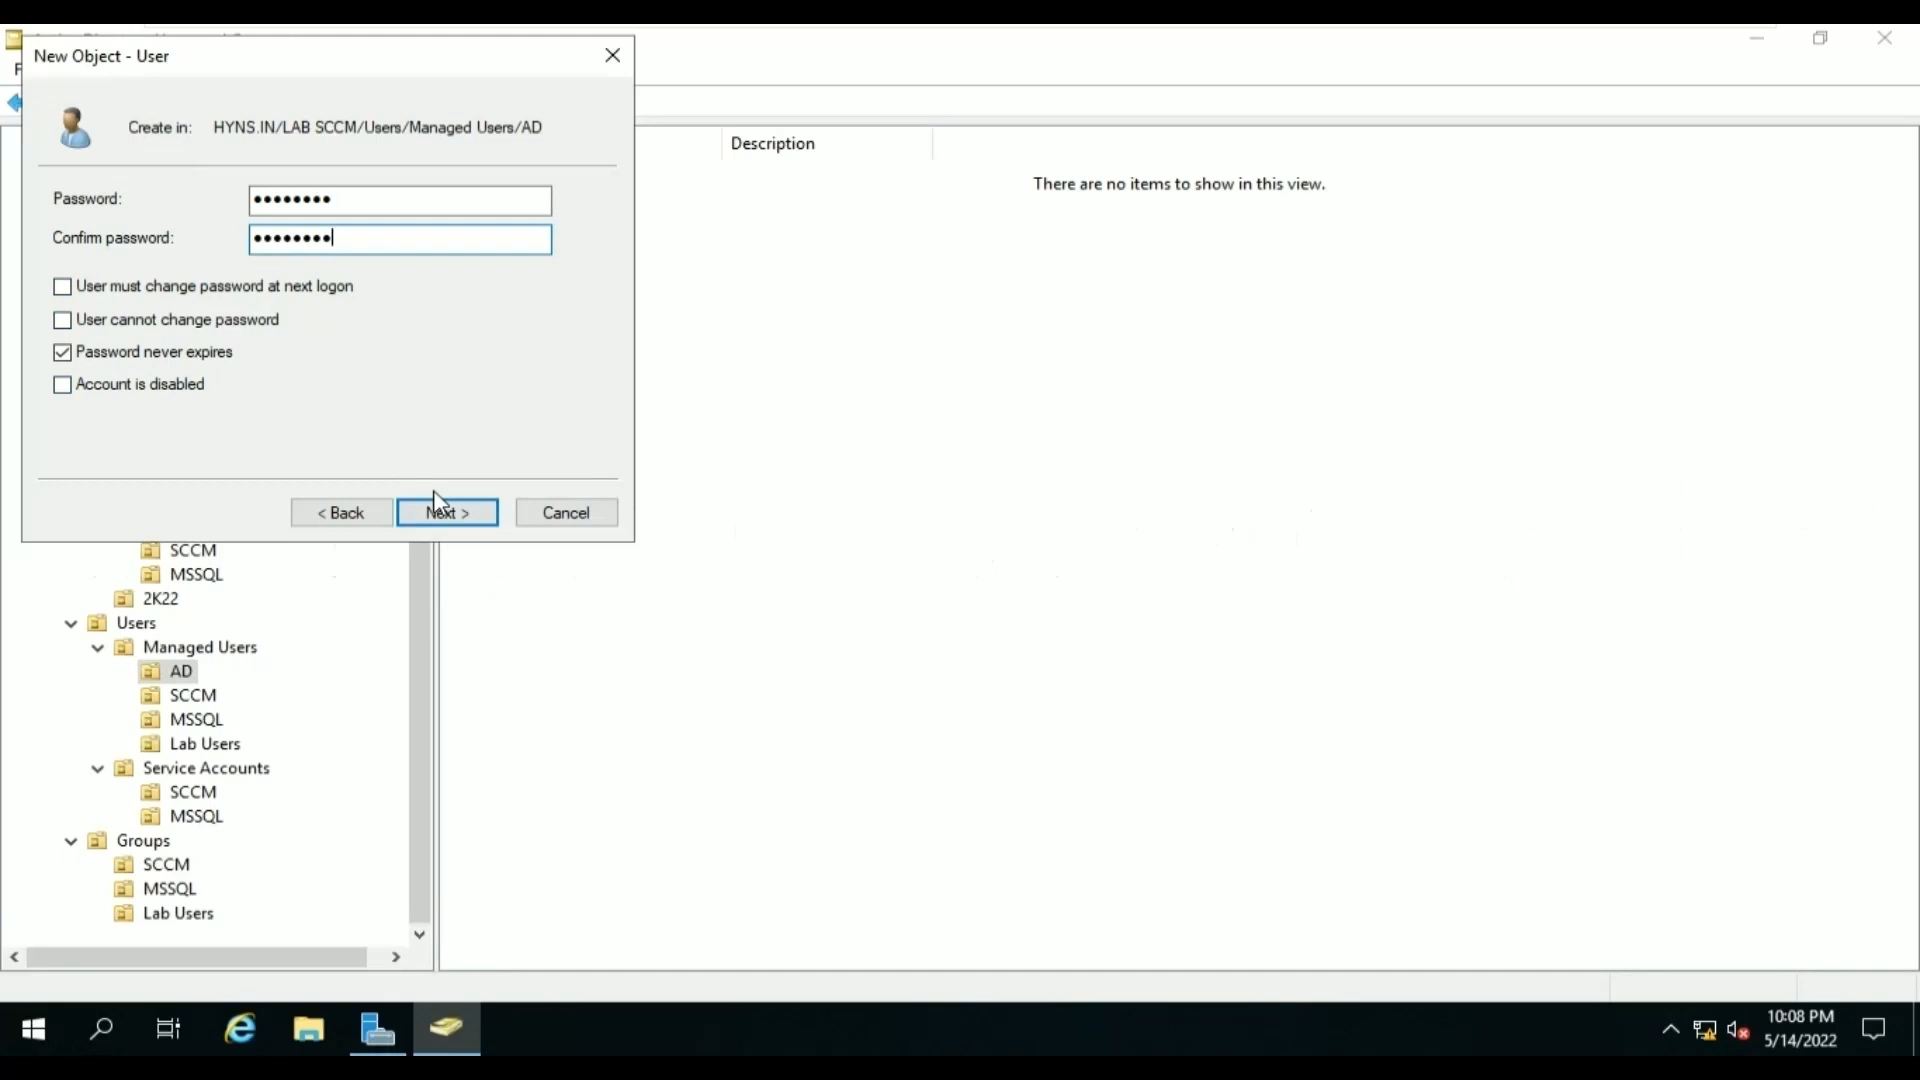 New Object - User
Create in: HYNS.IN/LAB SCCM/Users/Managed Users/AD
Password: ••••••••
Confirm password: ••••••••
User must change password at next logon
User cannot change password
Password never expires
Account is disabled
< Back
Next >
Cancel
Description
There are no items to show in this view.
SCCM
MSSQL
2K22
Users
Managed Users
AD
SCCM
MSSQL
Lab Users
Service Accounts
SCCM
MSSQL
Groups
SCCM
MSSQL
Lab Users
10:08 PM
5/14/2022